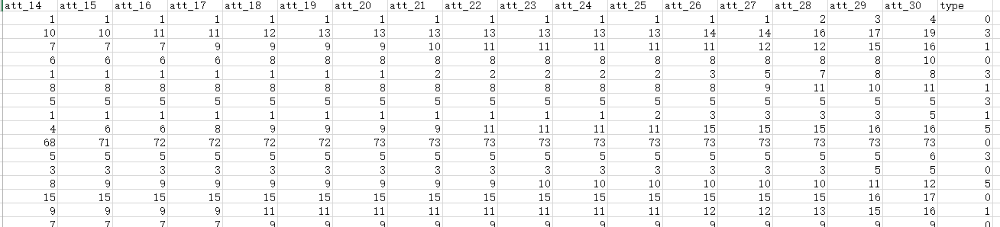 att_14 att_15 att_16 att_17 att_18 att_19 att_20 att_21 att_22 att_23 att_24 att_25 att_26 att_27 att_28 att_29 att_30 type
1 1 1 1 1 1 1 1 1 1 1 1 1 1 2 3 4 0
10 10 11 11 12 13 13 13 13 13 13 13 14 14 16 17 19 3
7 7 7 9 9 9 9 10 11 11 11 11 11 12 12 15 16 1
6 6 6 6 8 8 8 8 8 8 8 8 8 8 8 8 10 0
1 1 1 1 1 1 1 2 2 2 2 2 3 5 7 8 8 3
8 8 8 8 8 8 8 8 8 8 8 8 8 9 11 10 11 1
5 5 5 5 5 5 5 5 5 5 5 5 5 5 5 5 5 3
1 1 1 1 1 1 1 1 1 1 1 2 3 3 3 3 5 1
4 6 6 8 9 9 9 9 11 11 11 11 15 15 15 16 16 5
68 71 72 72 72 72 73 73 73 73 73 73 73 73 73 73 73 0
5 5 5 5 5 5 5 5 5 5 5 5 5 5 5 5 6 3
3 3 3 3 3 3 3 3 3 3 3 3 3 3 3 5 5 0
8 9 9 9 9 9 9 9 9 10 10 10 10 10 10 11 12 5
15 15 15 15 15 15 15 15 15 15 15 15 15 15 15 16 17 0
9 9 9 9 11 11 11 11 11 11 11 11 12 12 13 15 16 1
7 7 7 7 9 9 9 9 9 9 9 9 9 9 9 9 9 0